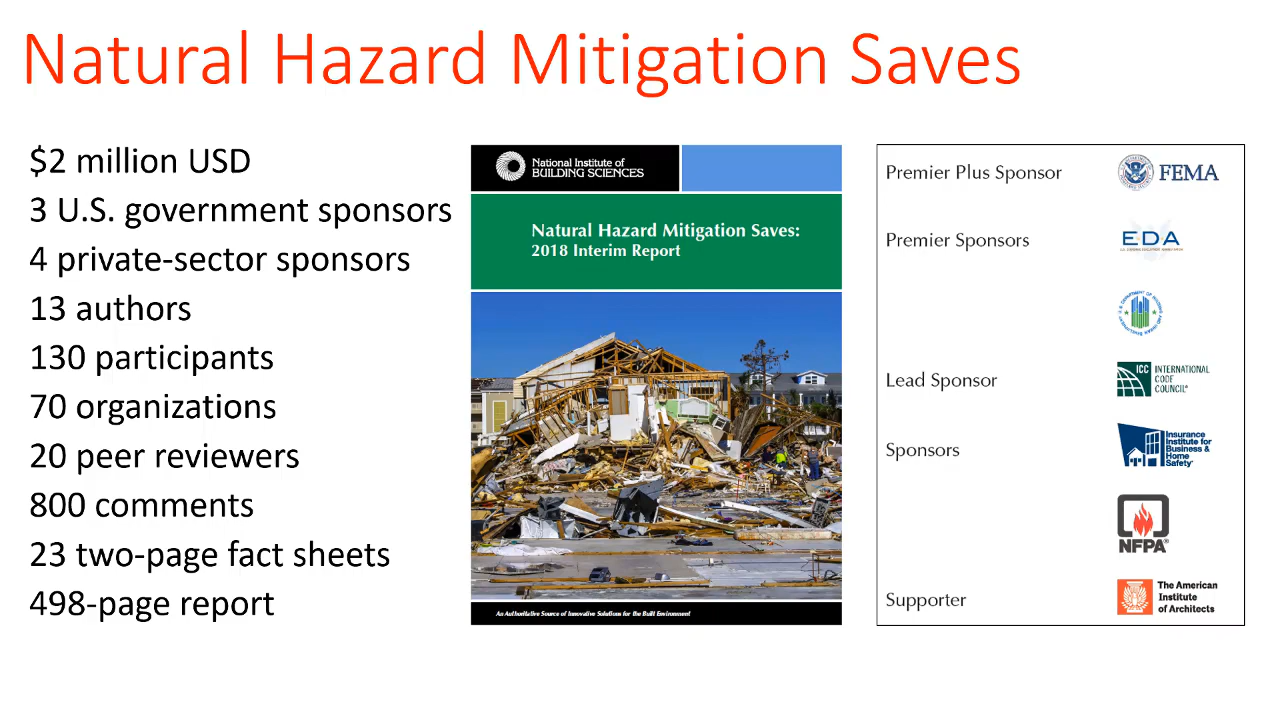 Natural Hazard Mitigation Saves
$2 million USD
3 U.S. government sponsors
4 private-sector sponsors
13 authors
130 participants
70 organizations
20 peer reviewers
800 comments
23 two-page fact sheets
498-page report
National Institute of
BUILDING SCIENCES
Natural Hazard Mitigation Saves:
2018 Interim Report
An Authoritative Source of Innovative Solutions for the Built Environment
Premier Plus Sponsor
FEMA
Premier Sponsors
EDA
Lead Sponsor
ICC INTERNATIONAL
CODE
COUNCIL®
Sponsors
Insurance
Institute for
Business &
Home
Safety®
NFPA®
Supporter
The American
Institute
of Architects